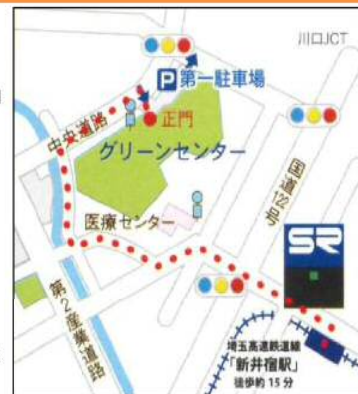 川口JCT
P 第一駐車場
正門
中央道路
グリーンセンター
国道122号
医療センター
SR
第2産業道路
埼玉高速鉄道線
「新井宿駅」
徒歩約15分